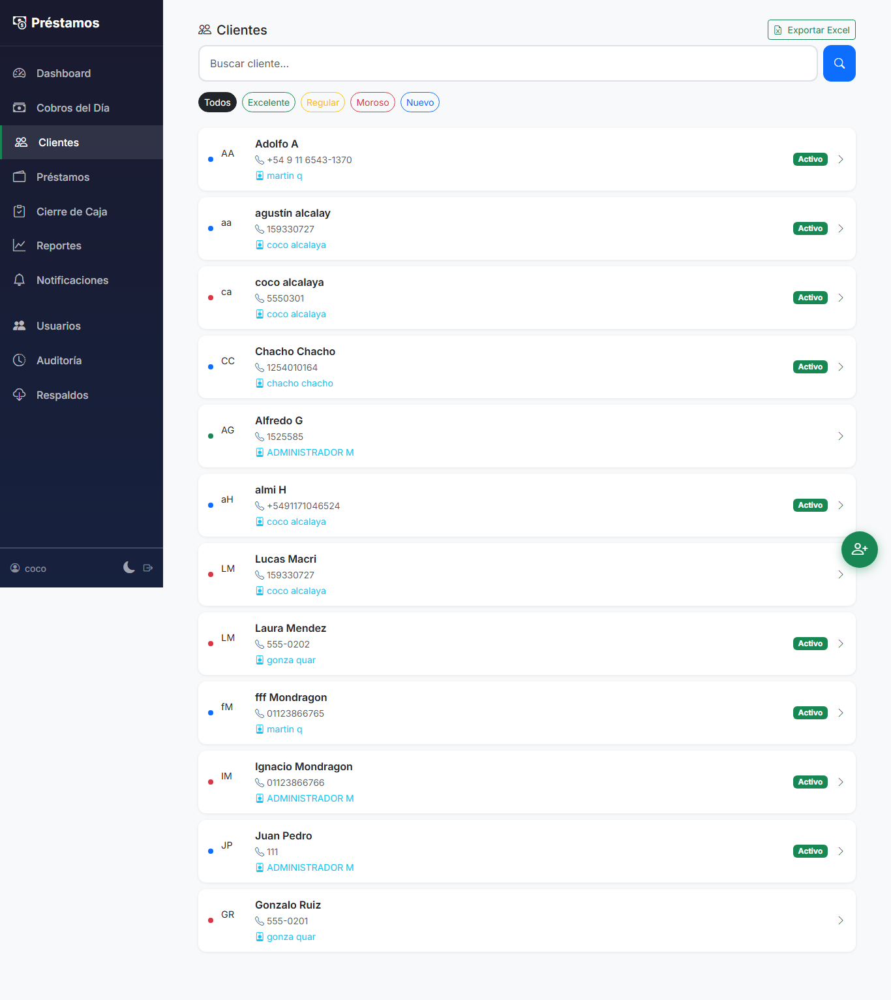 Préstamos
Dashboard
Cobros del Día
Clientes
Préstamos
Cierre de Caja
Reportes
Notificaciones
Usuarios
Auditoría
Respaldos
coco
Clientes
Exportar Excel
Buscar cliente...
Todos
Excelente
Regular
Moroso
Nuevo
AA
Adolfo A
+54 9 11 6543-1370
martin q
Activo
aa
agustín alcalay
159330727
coco alcalaya
Activo
ca
coco alcalaya
5550301
coco alcalaya
Activo
CC
Chacho Chacho
1254010164
chacho chacho
Activo
AG
Alfredo G
1525585
ADMINISTRADOR M
aH
almi H
+5491171046524
coco alcalaya
Activo
LM
Lucas Macri
159330727
coco alcalaya
LM
Laura Mendez
555-0202
gonza quar
Activo
fM
fff Mondragon
01123866765
martin q
Activo
IM
Ignacio Mondragon
01123866766
ADMINISTRADOR M
Activo
JP
Juan Pedro
111
ADMINISTRADOR M
Activo
GR
Gonzalo Ruiz
555-0201
gonza quar